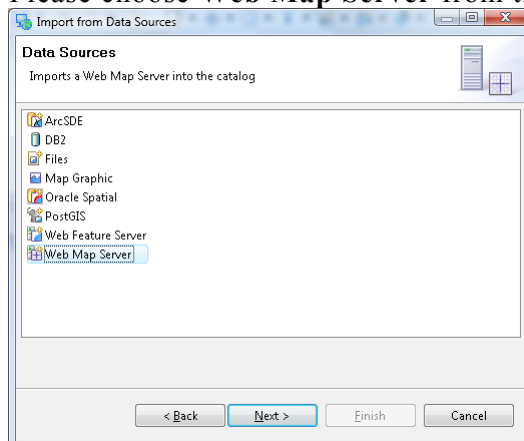 Please choose Web Map Server from
Import from Data Sources
Data Sources
Imports a Web Map Server into the catalog
ArcSDE
DB2
Files
Map Graphic
Oracle Spatial
PostGIS
Web Feature Server
Web Map Server
< Back Next > Finish Cancel